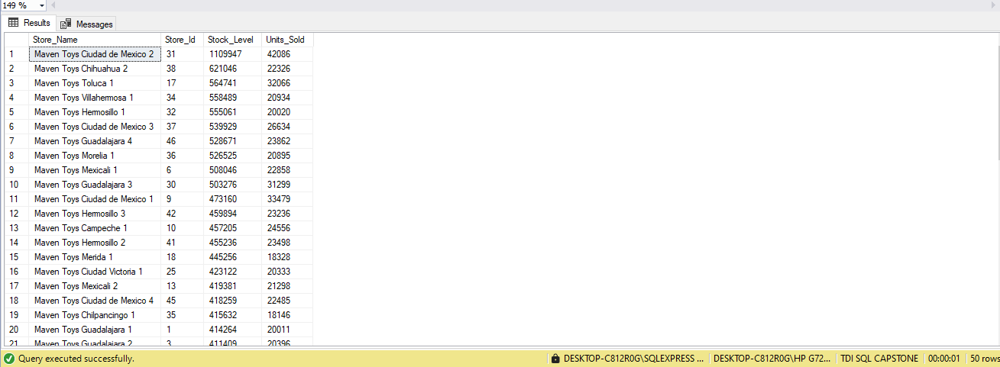 149 %
Results Messages
Store_Name Store_Id Stock_Level Units_Sold
1 Maven Toys Ciudad de Mexico 2 31 1109947 42086
2 Maven Toys Chihuahua 2 38 621046 22326
3 Maven Toys Toluca 1 17 564741 32066
4 Maven Toys Villahermosa 1 34 558489 20934
5 Maven Toys Hermosillo 1 32 555061 20020
6 Maven Toys Ciudad de Mexico 3 37 539929 26634
7 Maven Toys Guadalajara 4 46 528671 23862
8 Maven Toys Morelia 1 36 526525 20895
9 Maven Toys Mexicali 1 6 508046 22858
10 Maven Toys Guadalajara 3 30 503276 31299
11 Maven Toys Ciudad de Mexico 1 9 473160 33479
12 Maven Toys Hermosillo 3 42 459894 23236
13 Maven Toys Campeche 1 10 457205 24556
14 Maven Toys Hermosillo 2 41 455236 23498
15 Maven Toys Merida 1 18 445256 18328
16 Maven Toys Ciudad Victoria 1 25 423122 20333
17 Maven Toys Mexicali 2 13 419381 21298
18 Maven Toys Ciudad de Mexico 4 45 418259 22485
19 Maven Toys Chilpancingo 1 35 415632 18146
20 Maven Toys Guadalajara 1 1 414264 20011
21 Maven Toys Guadalajara 2 3 411409 20396
Query executed successfully. DESKTOP-C812R0G\SQLEXPRESS ... DESKTOP-C812R0G\HP G72... TDI SQL CAPSTONE 00:00:01 50 rows